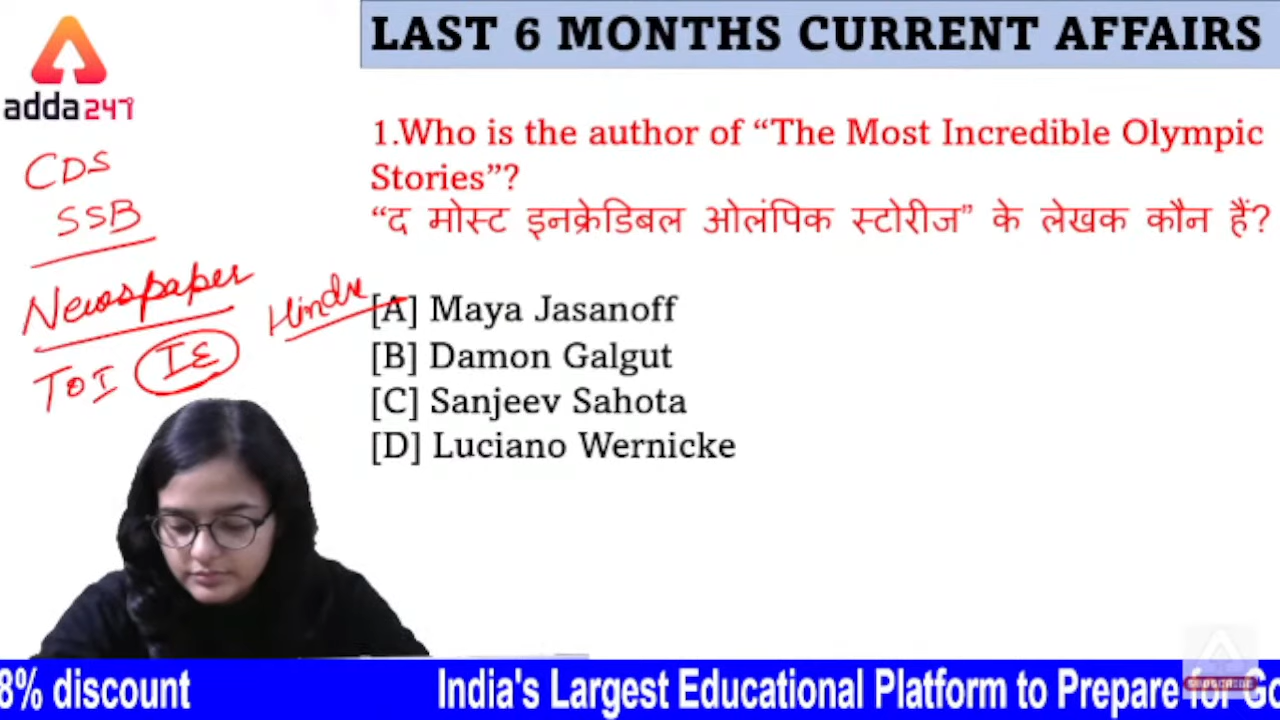 LAST 6 MONTHS CURRENT AFFAIRS
adda247
CDS
SSB
Newspaper
Hindu
TOI IE
1.Who is the author of “The Most Incredible Olympic
Stories”?
“द मोस्ट इनक्रेडिबल ओलंपिक स्टोरीज” के लेखक कौन हैं?
[A] Maya Jasanoff
[B] Damon Galgut
[C] Sanjeev Sahota
[D] Luciano Wernicke
8% discount India's Largest Educational Platform to Prepare for Go
SUBSCRIBE